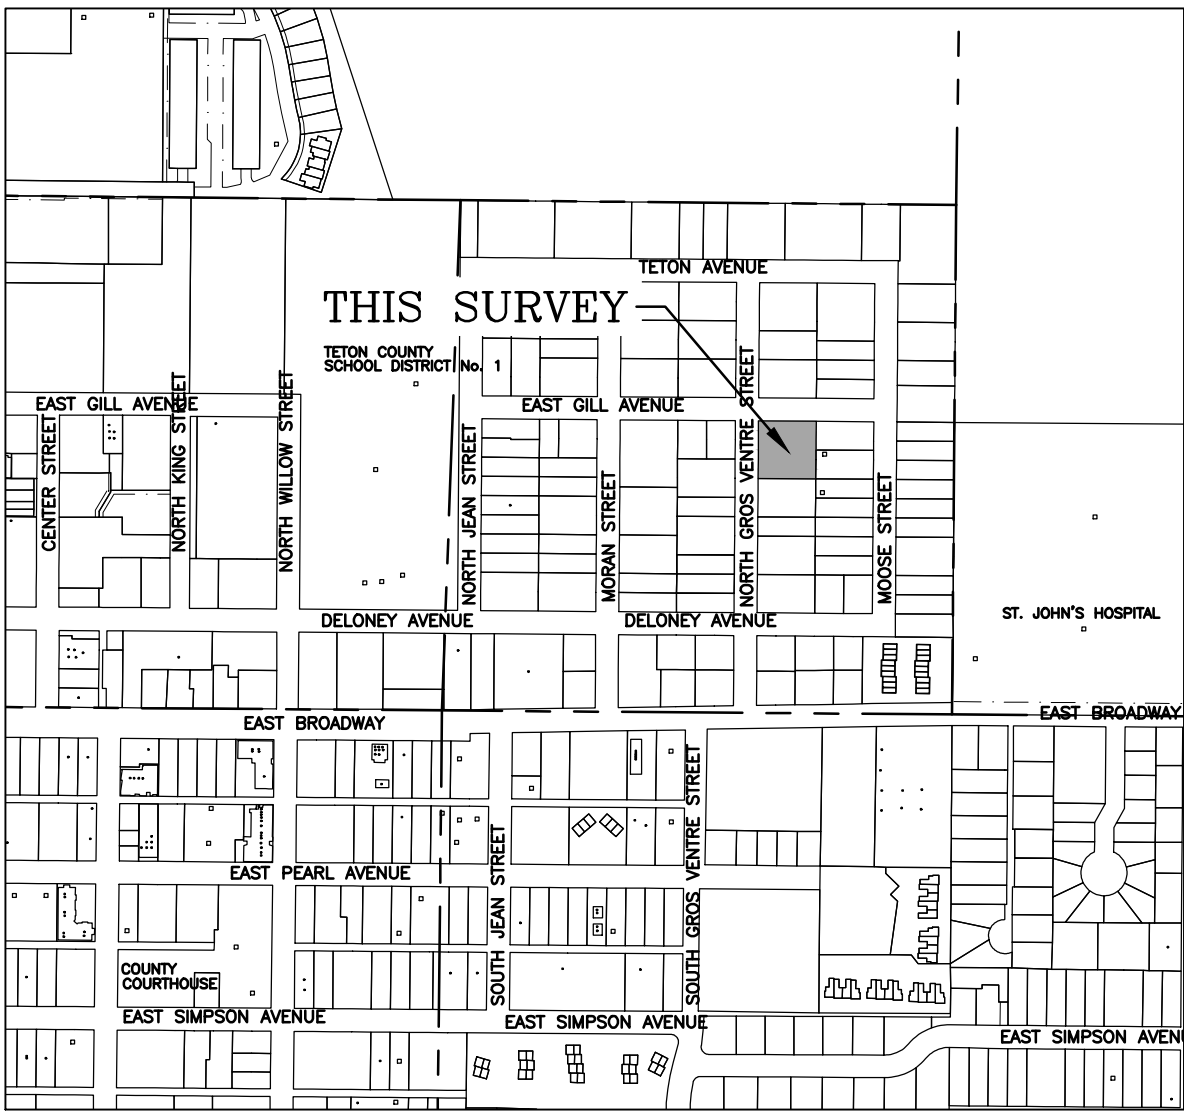 TETON AVENUE
THIS SURVEY
TETON COUNTY
SCHOOL DISTRICT No. 1
EAST GILL AVENUE
EAST GILL AVENUE
CENTER STREET
NORTH KING STREET
NORTH WILLOW STREET
NORTH JEAN STREET
MORAN STREET
NORTH GROS VENTRE STREET
MOOSE STREET
DELONEY AVENUE
DELONEY AVENUE
ST. JOHN'S HOSPITAL
EAST BROADWAY
EAST BROADWAY
SOUTH JEAN STREET
SOUTH GROS VENTRE STREET
EAST PEARL AVENUE
COUNTY
COURTHOUSE
EAST SIMPSON AVENUE
EAST SIMPSON AVENUE
EAST SIMPSON AVENU